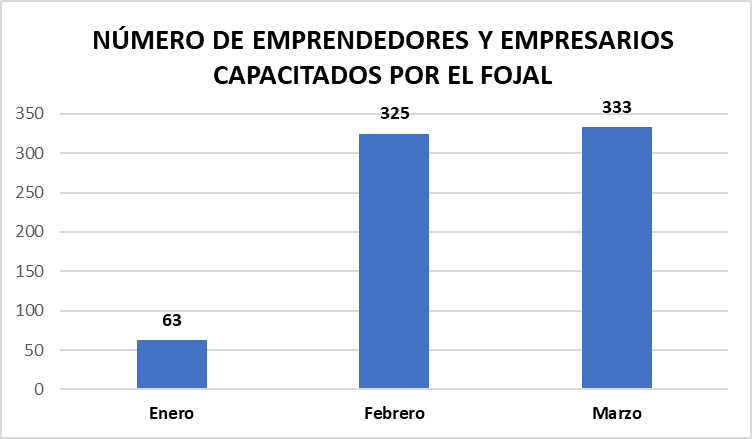 NÚMERO DE EMPRENDEDORES Y EMPRESARIOS
CAPACITADOS POR EL FOJAL
350
300
250
200
150
100
50
0
63
325
333
Enero
Febrero
Marzo